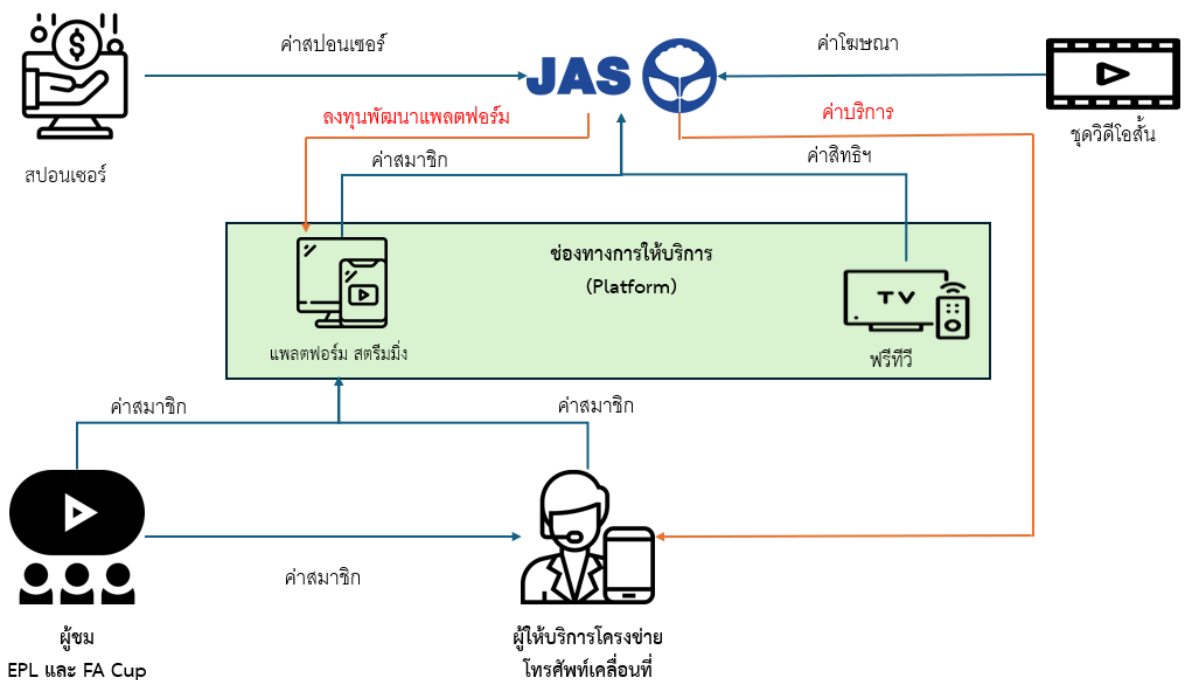 ค่าสปอนเซอร์
ค่าโฆษณา
JAS
ลงทุนพัฒนาแพลตฟอร์ม
ค่าบริการ
ชุดวิดีโอสั้น
สปอนเซอร์
ค่าสมาชิก
ค่าสิทธิฯ
ช่องทางการให้บริการ
(Platform)
TV
แพลตฟอร์ม สตรีมมิ่ง
ฟรีทีวี
ค่าสมาชิก
ค่าสมาชิก
ค่าสมาชิก
ผู้ชม
EPL และ FA Cup
ผู้ให้บริการโครงข่าย
โทรศัพท์เคลื่อนที่